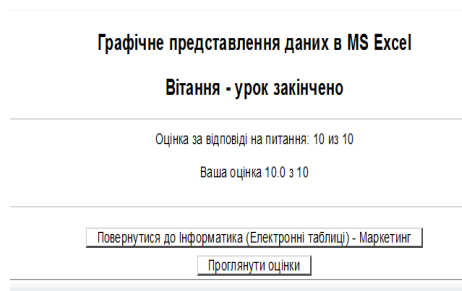 Графічне представлення даних в MS Excel
Вітання - урок закінчено
Оцінка за відповіді на питання: 10 из 10
Ваша оцінка 10.0 з 10
Повернутися до Інформатика (Електронні таблиці) - Маркетинг
Проглянути оцінки